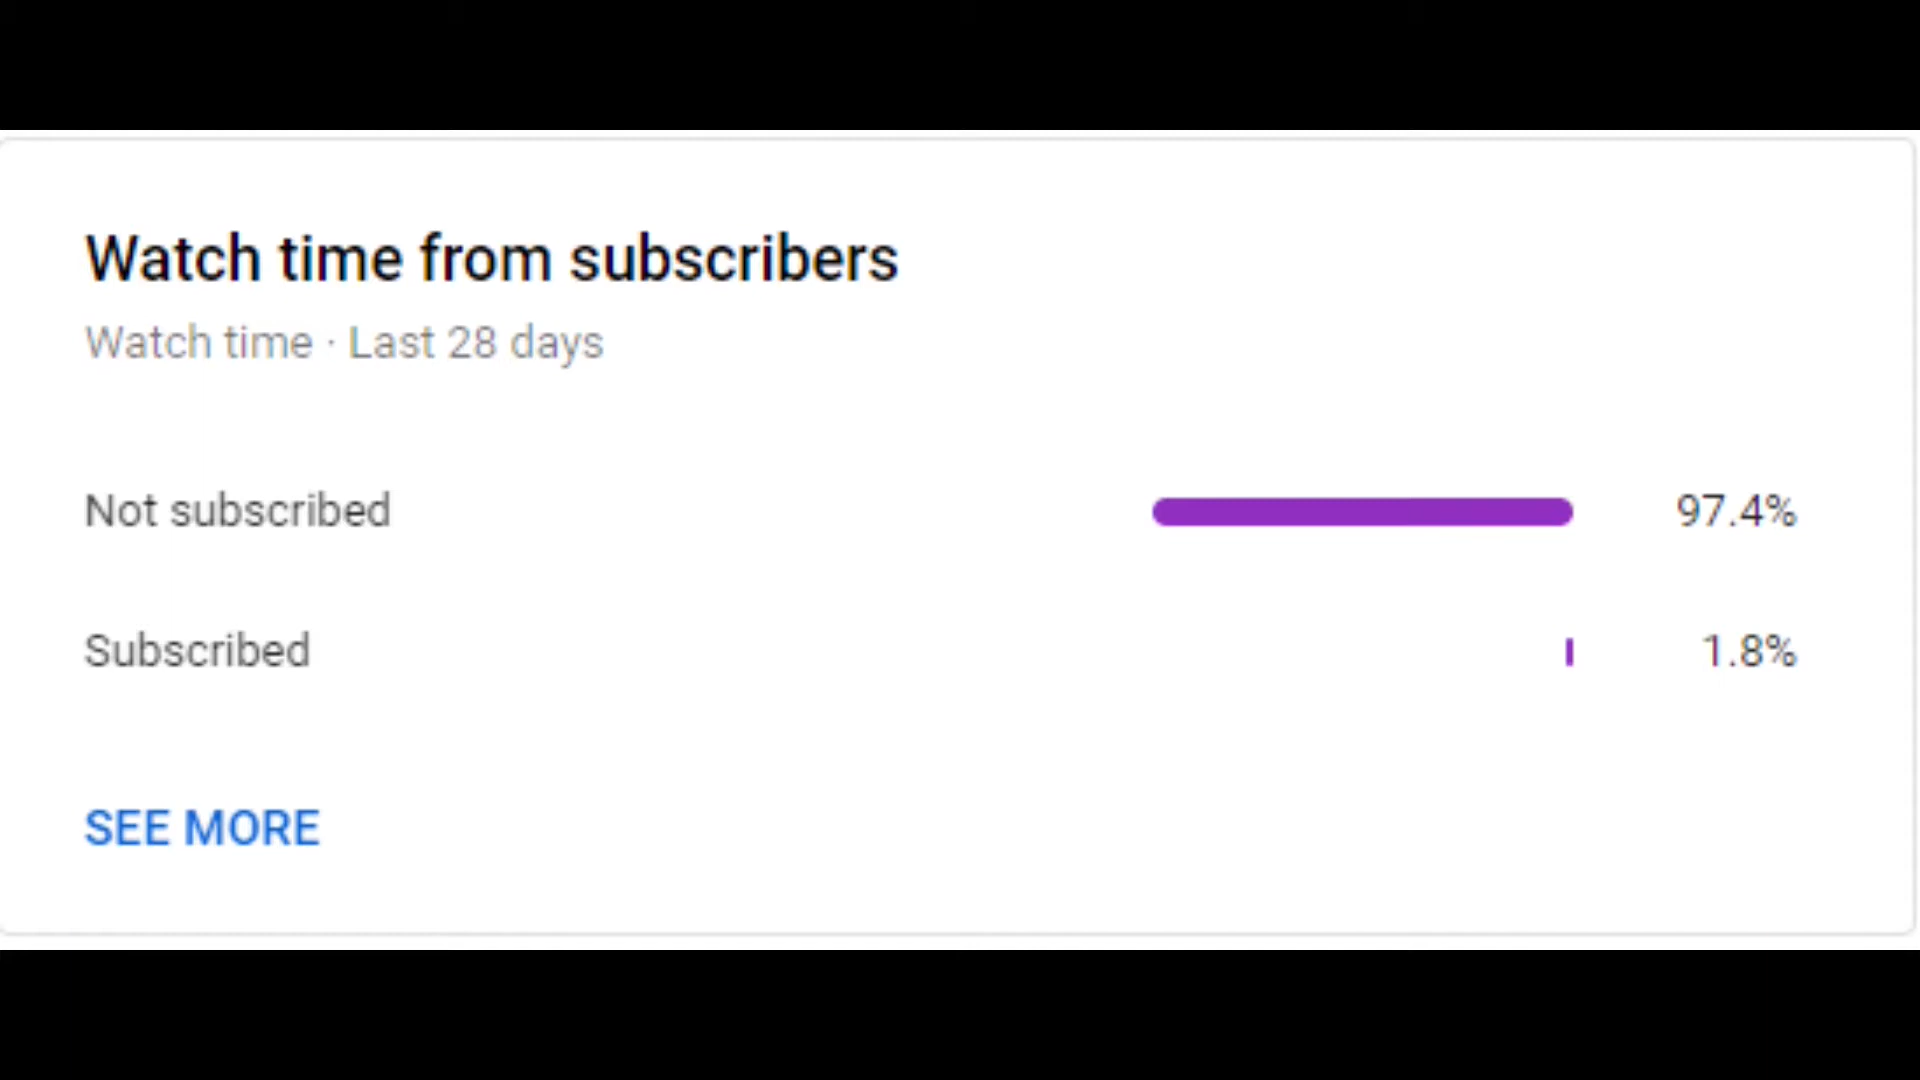 Watch time from subscribers
Watch time · Last 28 days
Not subscribed 97.4%
Subscribed 1.8%
SEE MORE